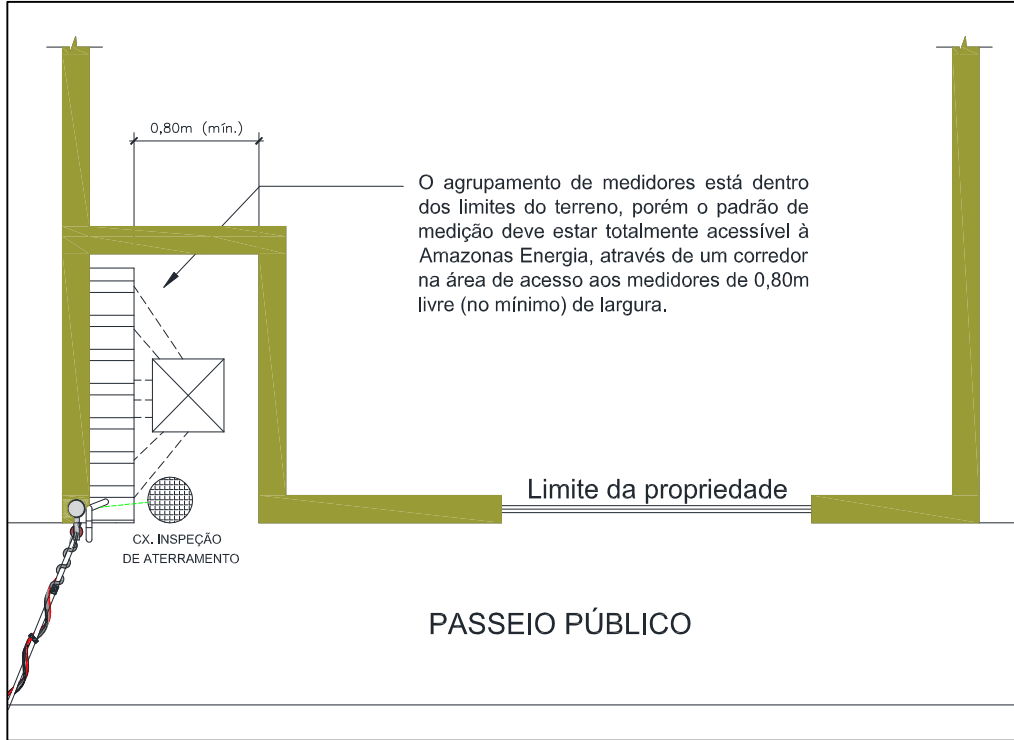 0,80m (mín.)
O agrupamento de medidores está dentro
dos limites do terreno, porém o padrão de
medição deve estar totalmente acessível à
Amazonas Energia, através de um corredor
na área de acesso aos medidores de 0,80m
livre (no mínimo) de largura.
Limite da propriedade
CX. INSPEÇÃO
DE ATERRAMENTO
PASSEIO PÚBLICO